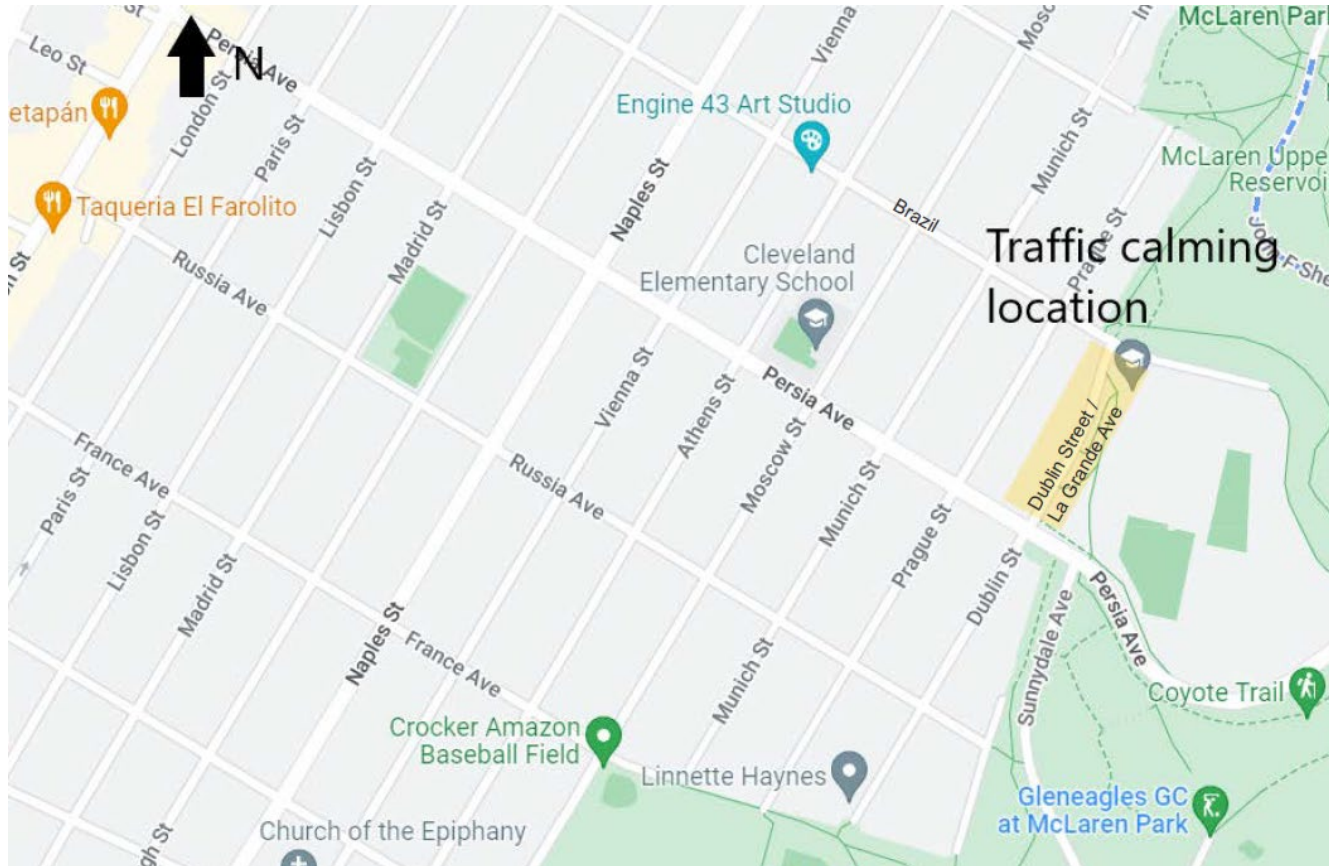 McLaren Park
Leo St
N
Persia Ave
London St
Paris St
Lisbon St
Madrid St
Naples St
Vienna
Munich St
Prague St
Engine 43 Art Studio
McLaren Upper
Reservoi
etapán
Taqueria El Farolito
Russia Ave
Brazil
Cleveland
Elementary School
Traffic calming
location
Persia Ave
Vienna St
Athens St
Moscow St
Munich St
Prague St
Dublin St
Dublin Street /
La Grande Ave
France Ave
Russia Ave
Paris St
Lisbon St
Madrid St
Naples St
France Ave
Munich St
Sunnydale Ave
Persia Ave
Coyote Trail
Crocker Amazon
Baseball Field
Linnette Haynes
Gleneagles GC
at McLaren Park
Church of the Epiphany
gh St